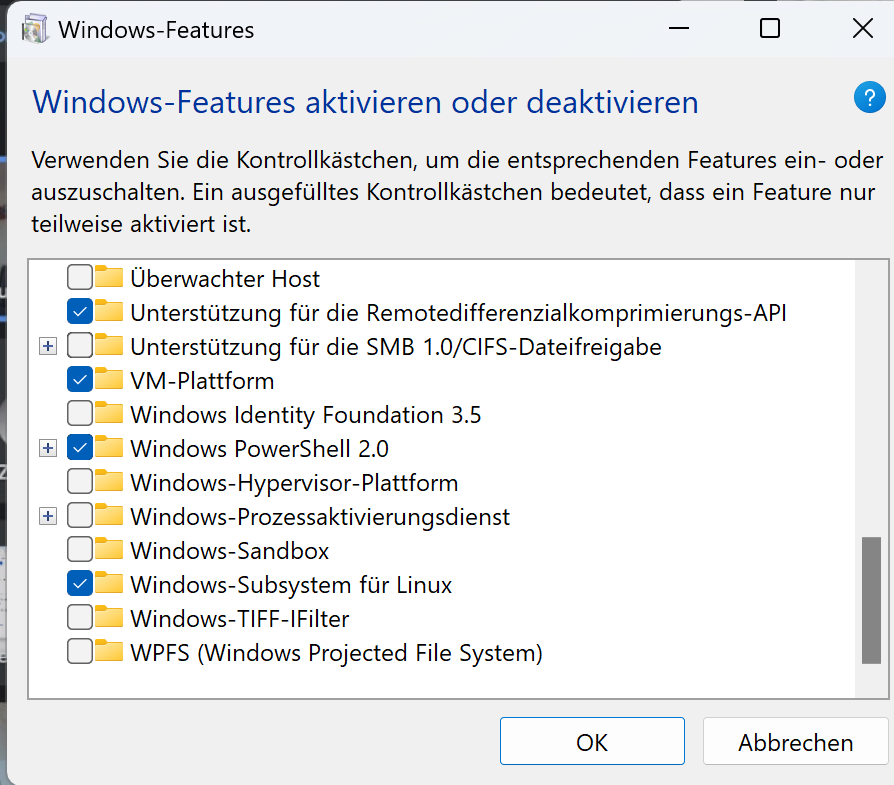 Windows-Features
Windows-Features aktivieren oder deaktivieren
?
Verwenden Sie die Kontrollkästchen, um die entsprechenden Features ein- oder
auszuschalten. Ein ausgefülltes Kontrollkästchen bedeutet, dass ein Feature nur
teilweise aktiviert ist.
Überwachter Host
Unterstützung für die Remotedifferenzialkomprimierungs-API
Unterstützung für die SMB 1.0/CIFS-Dateifreigabe
VM-Plattform
Windows Identity Foundation 3.5
Windows PowerShell 2.0
Windows-Hypervisor-Plattform
Windows-Prozessaktivierungsdienst
Windows-Sandbox
Windows-Subsystem für Linux
Windows-TIFF-IFilter
WPFS (Windows Projected File System)
OK
Abbrechen